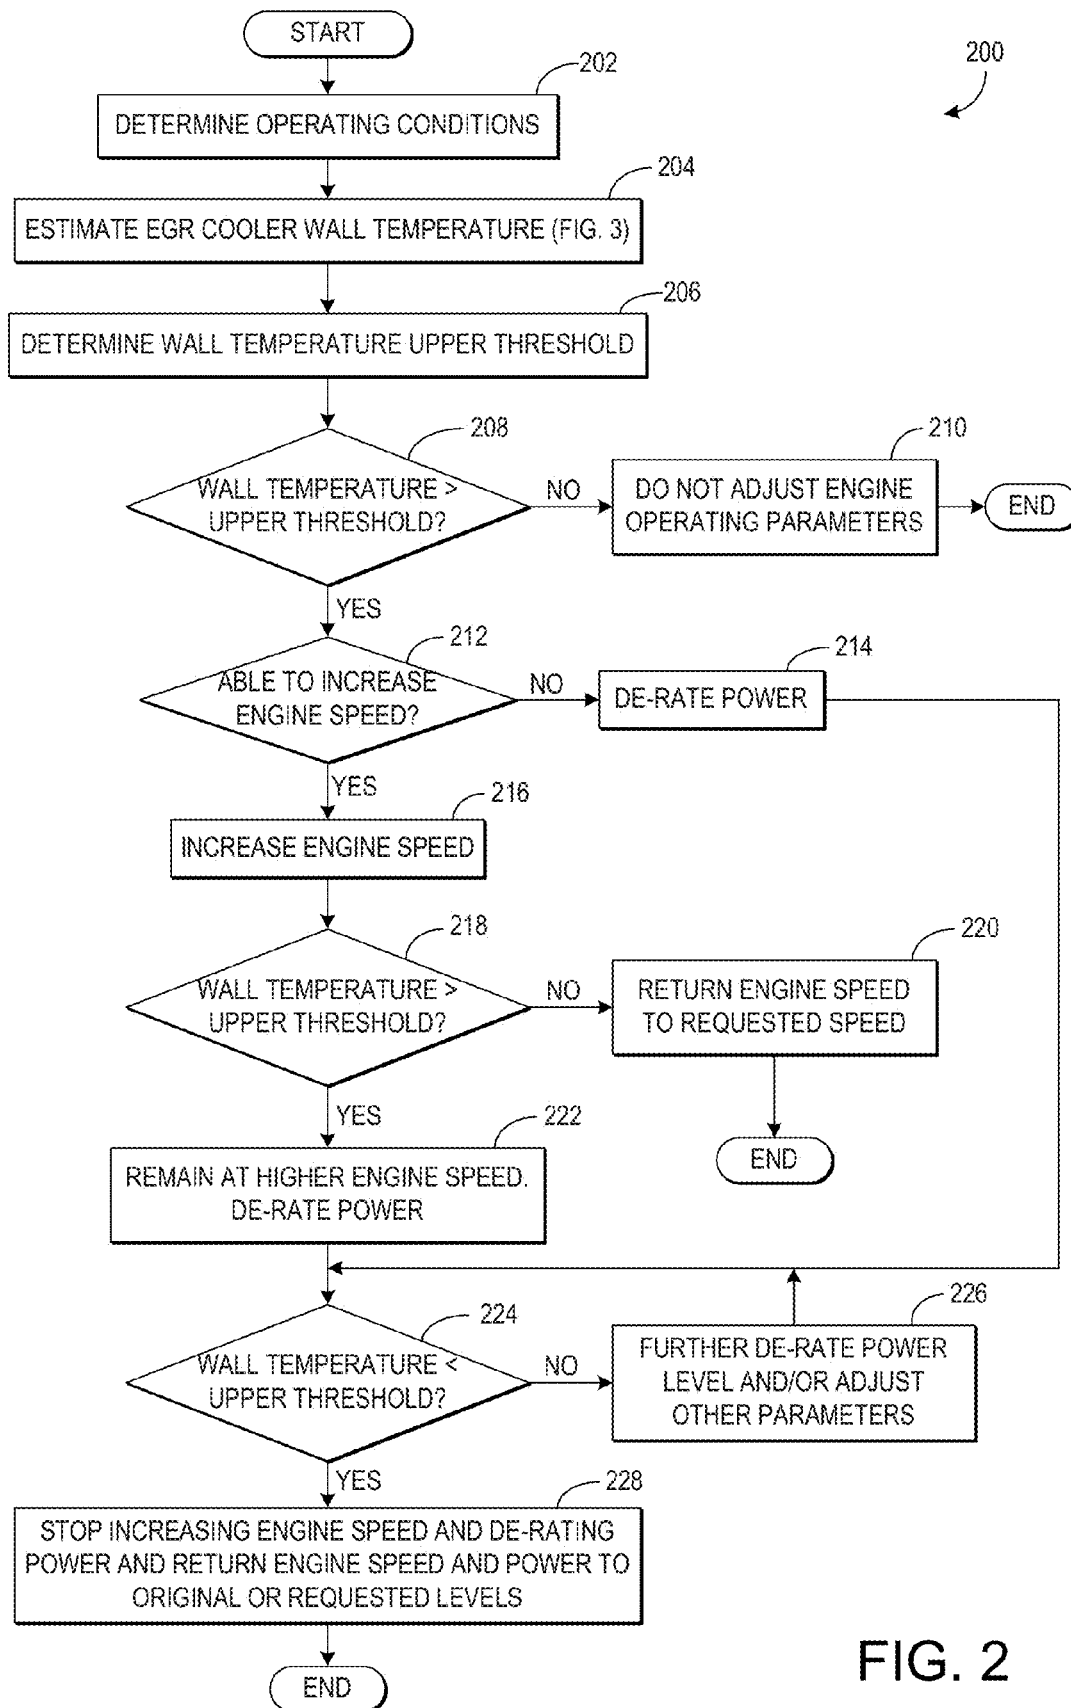 START
200
202
DETERMINE OPERATING CONDITIONS
204
ESTIMATE EGR COOLER WALL TEMPERATURE (FIG. 3)
206
DETERMINE WALL TEMPERATURE UPPER THRESHOLD
208
WALL TEMPERATURE >
UPPER THRESHOLD?
NO
210
DO NOT ADJUST ENGINE
OPERATING PARAMETERS
END
YES
212
ABLE TO INCREASE
ENGINE SPEED?
NO
214
DE-RATE POWER
YES
216
INCREASE ENGINE SPEED
218
WALL TEMPERATURE >
UPPER THRESHOLD?
NO
220
RETURN ENGINE SPEED
TO REQUESTED SPEED
END
YES
222
REMAIN AT HIGHER ENGINE SPEED.
DE-RATE POWER
224
WALL TEMPERATURE <
UPPER THRESHOLD?
NO
226
FURTHER DE-RATE POWER
LEVEL AND/OR ADJUST
OTHER PARAMETERS
YES
228
STOP INCREASING ENGINE SPEED AND DE-RATING
POWER AND RETURN ENGINE SPEED AND POWER TO
ORIGINAL OR REQUESTED LEVELS
END
FIG. 2